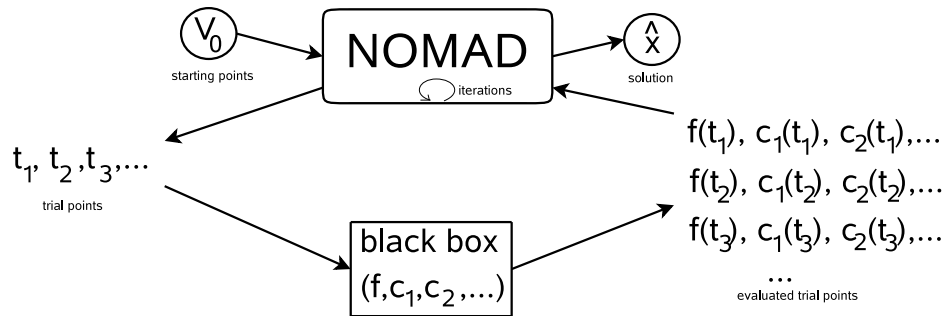 V₀
starting points
NOMAD
iterations
x̂
solution
t₁, t₂ ,t₃,...
trial points
black box
(f,c₁,c₂,...)
f(t₁), c₁(t₁), c₂(t₁),...
f(t₂), c₁(t₂), c₂(t₂),...
f(t₃), c₁(t₃), c₂(t₃),...
...
evaluated trial points